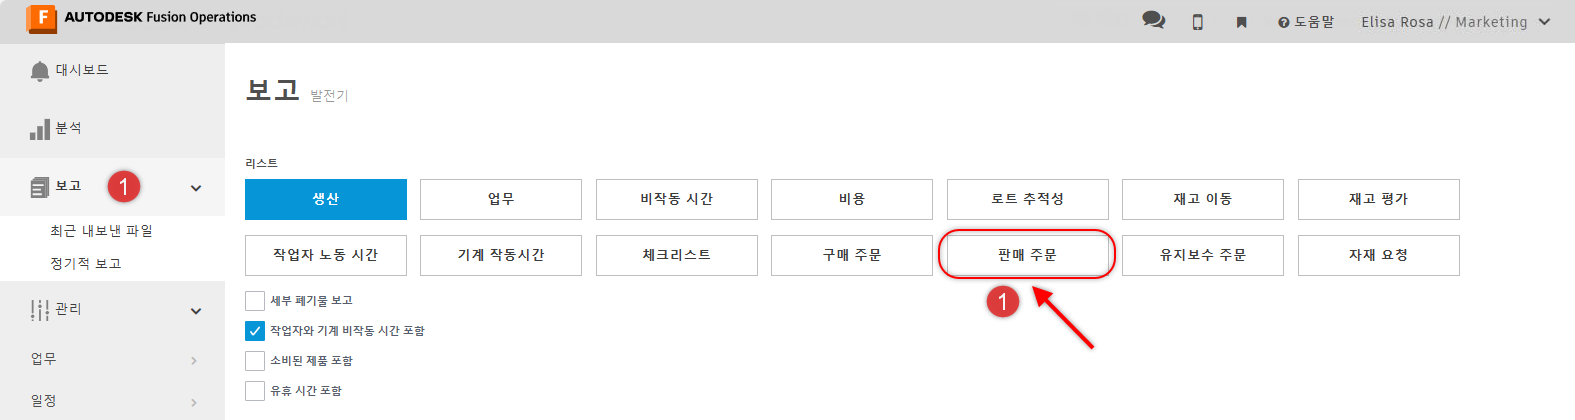 AUTODESK Fusion Operations
도움말
Elisa Rosa // Marketing
대시보드
분석
보고 1
최근 내보낸 파일
정기적 보고
관리
업무
일정
보고 발전기
리스트
생산 업무 비작동 시간 비용 로트 추적성 재고 이동 재고 평가
작업자 노동 시간 기계 작동시간 체크리스트 구매 주문 판매 주문 유지보수 주문 자재 요청
1
세부 폐기물 보고
작업자와 기계 비작동 시간 포함
소비된 제품 포함
유휴 시간 포함